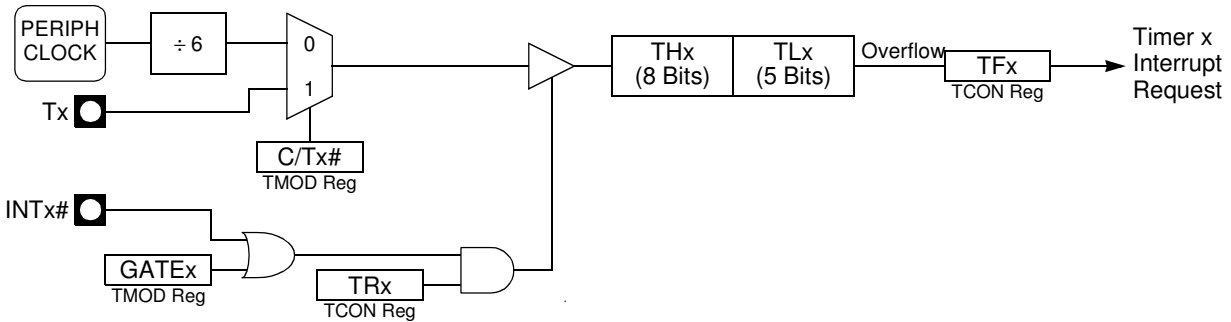 PERIPH
CLOCK
÷ 6
0
1
Tx
C/Tx#
TMOD Reg
THx
(8 Bits)
TLx
(5 Bits)
Overflow
TFx
TCON Reg
Timer x
Interrupt
Request
INTx#
GATEx
TMOD Reg
TRx
TCON Reg